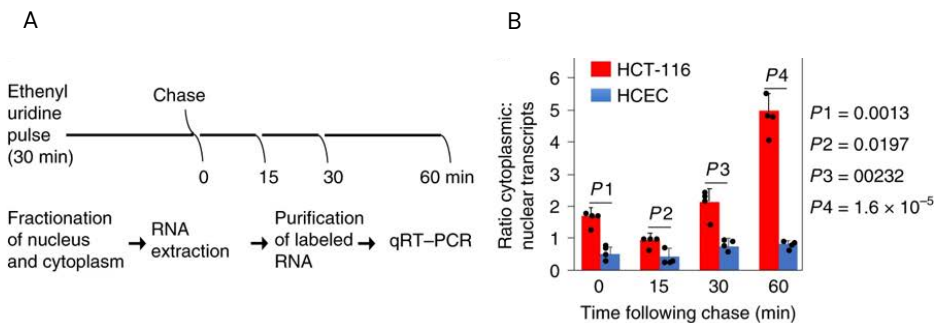 A
Ethenyl
uridine
pulse
(30 min)
Chase
0 15 30 60 min
Fractionation
of nucleus
and cytoplasm
RNA
extraction
Purification
of labeled
RNA
qRT–PCR
B
Ratio cytoplasmic:
nuclear transcripts
6
5
4
3
2
1
0
HCT-116
HCEC
P1
P2
P3
P4
0 15 30 60
Time following chase (min)
P1 = 0.0013
P2 = 0.0197
P3 = 00232
P4 = 1.6 × 10⁻⁵